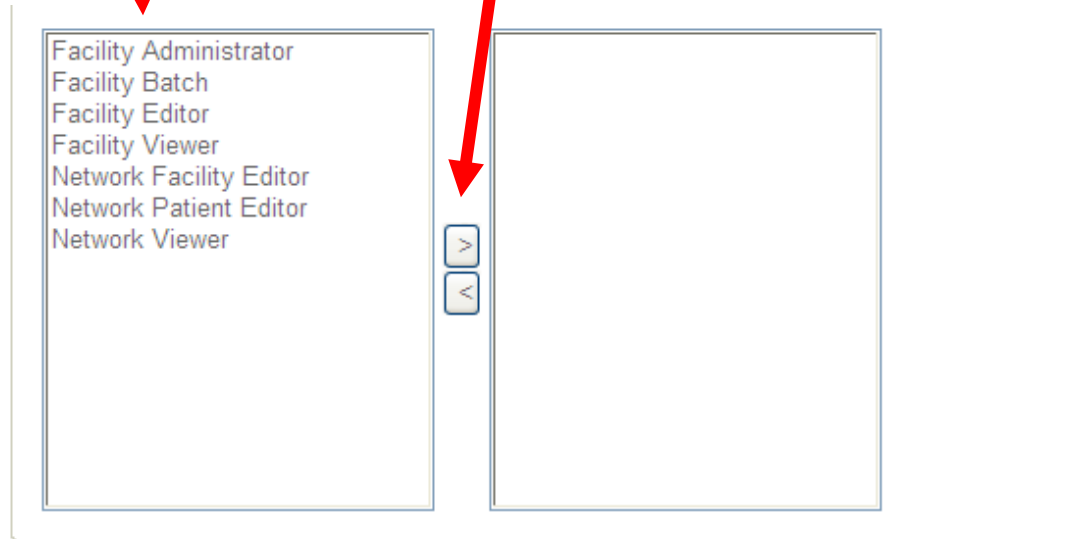 Facility Administrator
Facility Batch
Facility Editor
Facility Viewer
Network Facility Editor
Network Patient Editor
Network Viewer
>
<